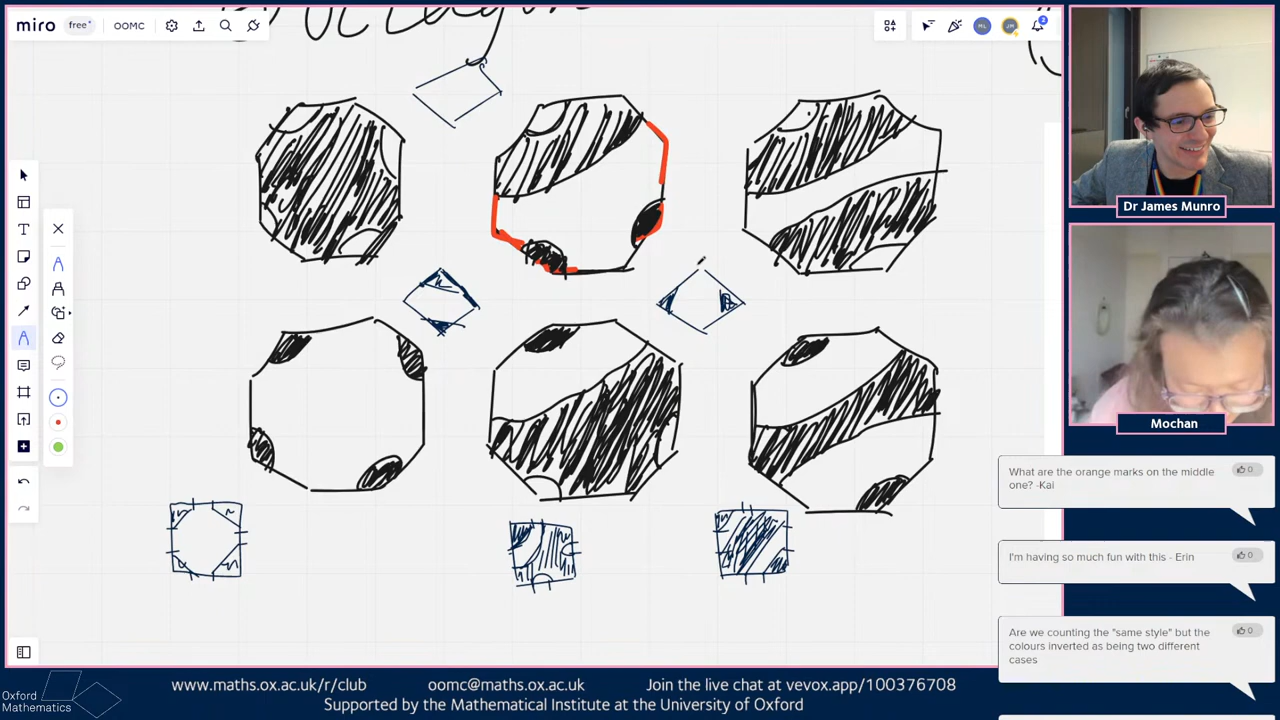 miro free OOMC
ML JM 2
Dr James Munro
Mochan
What are the orange marks on the middle
one? -Kai
0
I'm having so much fun with this - Erin
0
Are we counting the "same style" but the
colours inverted as being two different
cases
0
Oxford
Mathematics
www.maths.ox.ac.uk/r/club oomc@maths.ox.ac.uk Join the live chat at vevox.app/100376708
Supported by the Mathematical Institute at the University of Oxford